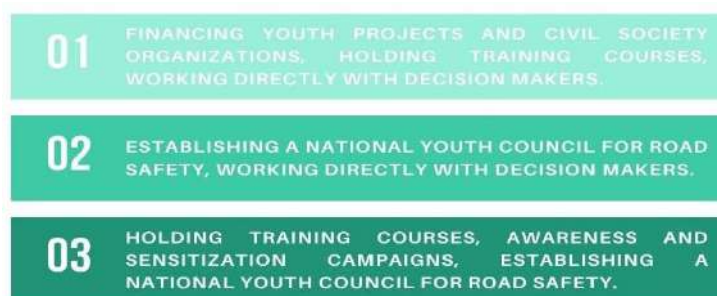 01
FINANCING YOUTH PROJECTS AND CIVIL SOCIETY
ORGANIZATIONS, HOLDING TRAINING COURSES,
WORKING DIRECTLY WITH DECISION MAKERS.
02
ESTABLISHING A NATIONAL YOUTH COUNCIL FOR ROAD
SAFETY, WORKING DIRECTLY WITH DECISION MAKERS.
03
HOLDING TRAINING COURSES, AWARENESS AND
SENSITIZATION CAMPAIGNS, ESTABLISHING A
NATIONAL YOUTH COUNCIL FOR ROAD SAFETY.